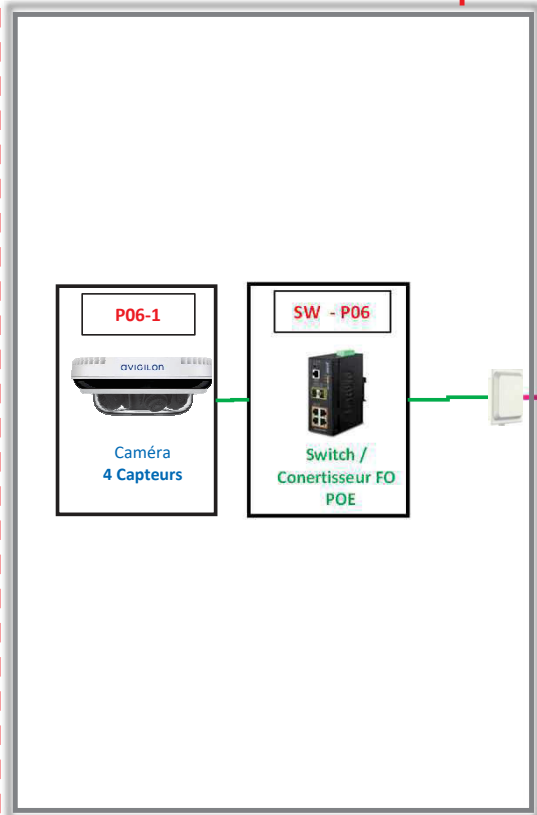 P06-1
avigilon
Caméra
4 Capteurs
SW - P06
Switch /
Conertisseur FO
POE